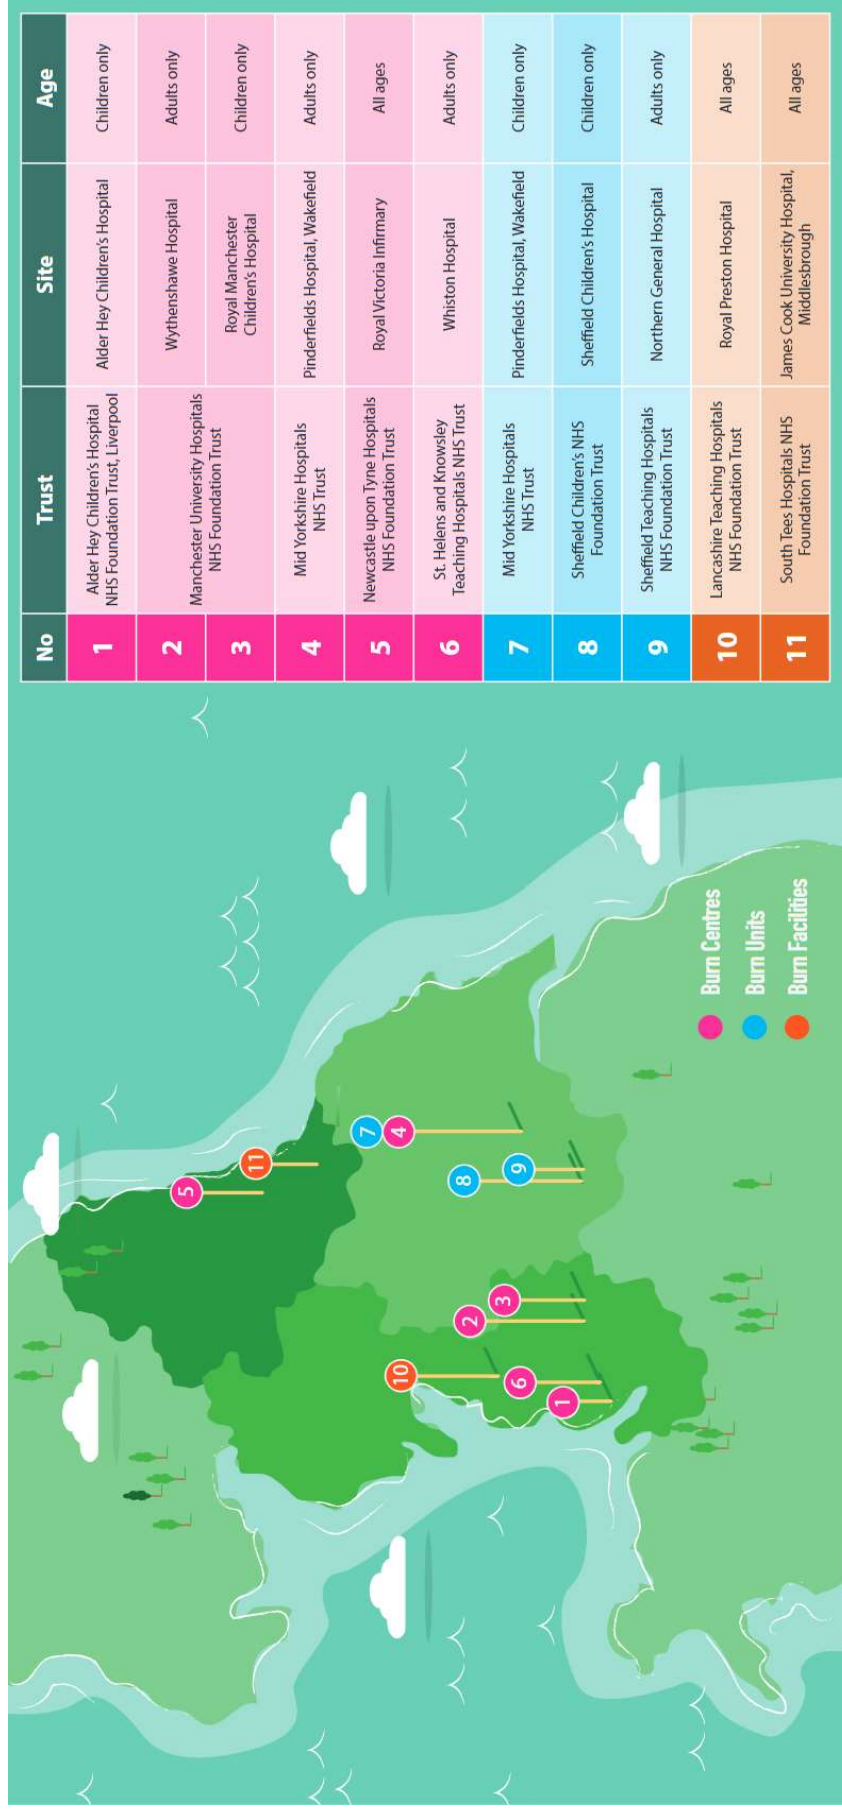 No Trust Site Age
1 Alder Hey Children's Hospital
NHS Foundation Trust, Liverpool
Alder Hey Children's Hospital
Children only
2 Manchester University Hospitals
NHS Foundation Trust
Wythenshawe Hospital
Adults only
3 Royal Manchester
Children's Hospital
Children only
4 Mid Yorkshire Hospitals
NHS Trust
Pinderfields Hospital, Wakefield
Adults only
5 Newcastle upon Tyne Hospitals
NHS Foundation Trust
Royal Victoria Infirmary
All ages
6 St. Helens and Knowsley
Teaching Hospitals NHS Trust
Whiston Hospital
Adults only
7 Mid Yorkshire Hospitals
NHS Trust
Pinderfields Hospital, Wakefield
Children only
8 Sheffield Children's NHS
Foundation Trust
Sheffield Children's Hospital
Children only
9 Sheffield Teaching Hospitals
NHS Foundation Trust
Northern General Hospital
Adults only
10 Lancashire Teaching Hospitals
NHS Foundation Trust
Royal Preston Hospital
All ages
11 South Tees Hospitals NHS
Foundation Trust
James Cook University Hospital,
Middlesbrough
All ages
5
11
7
4
10
8
2
3
9
6
1
Burn Centres
Burn Units
Burn Facilities